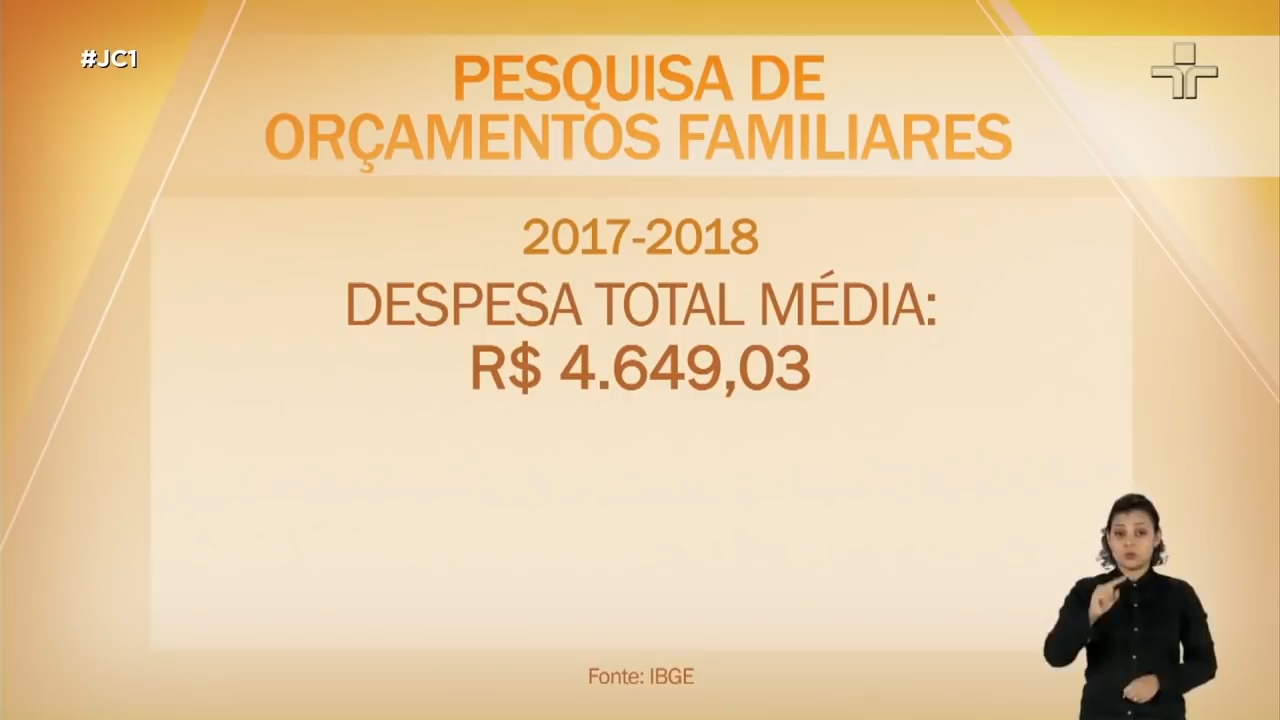 #JC1
PESQUISA DE
ORÇAMENTOS FAMILIARES
2017-2018
DESPESA TOTAL MÉDIA:
R$ 4.649,03
Fonte: IBGE